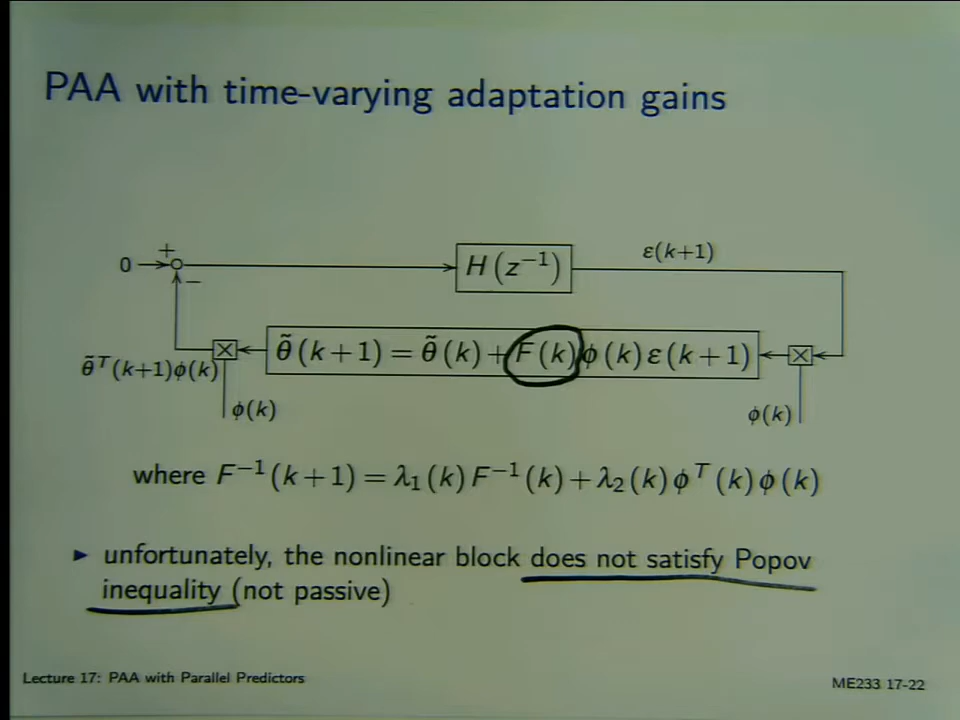 PAA with time-varying adaptation gains
0
+
−
H(z⁻¹)
ε(k+1)
θ̃(k+1) = θ̃(k) + F(k)ϕ(k)ε(k+1)
θ̃ᵀ(k+1)ϕ(k)
ϕ(k)
ϕ(k)
where F⁻¹(k+1) = λ₁(k)F⁻¹(k) + λ₂(k)ϕᵀ(k)ϕ(k)
▶ unfortunately, the nonlinear block does not satisfy Popov
inequality (not passive)
Lecture 17: PAA with Parallel Predictors
ME233 17-22